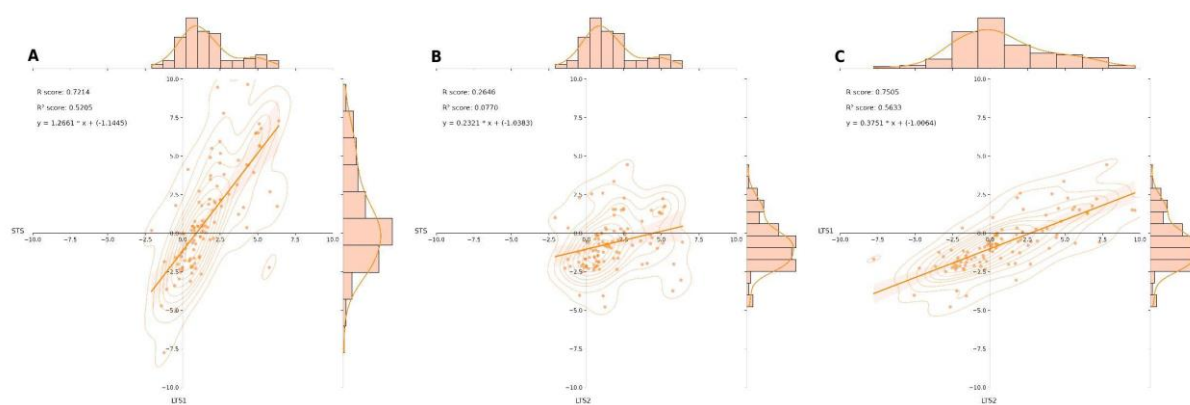 A
10.0
R score: 0.7214
R² score: 0.5205
y = 1.2661 * x + (-1.1445)
7.5
5.0
2.5
STS
−10.0 −7.5 −5.0 −2.5 0.0 2.5 5.0 7.5 10.0
−2.5
−5.0
−7.5
−10.0
LTS1
B
10.0
R score: 0.2646
R² score: 0.0770
y = 0.2321 * x + (-1.0383)
7.5
5.0
2.5
STS
−10.0 −7.5 −5.0 −2.5 0.0 2.5 5.0 7.5 10.0
−2.5
−5.0
−7.5
−10.0
LTS2
C
10.0
R score: 0.7505
R² score: 0.5633
y = 0.3751 * x + (-1.0064)
7.5
5.0
2.5
LTS1
−10.0 −7.5 −5.0 −2.5 0.0 2.5 5.0 7.5 10.0
−2.5
−5.0
−7.5
−10.0
LTS2